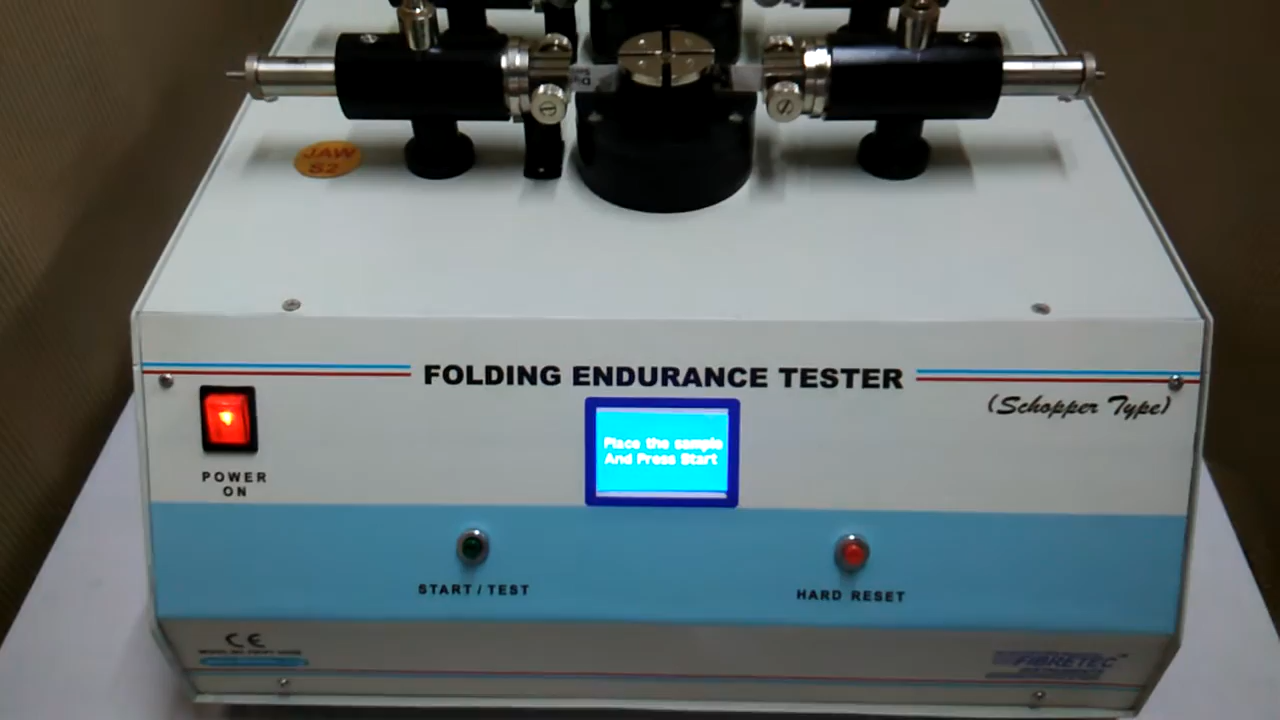 JAW
S2
FOLDING ENDURANCE TESTER
(Schopper Type)
Place the sample
And Press Start
POWER
ON
START / TEST
HARD RESET
CE
FIBRETEC